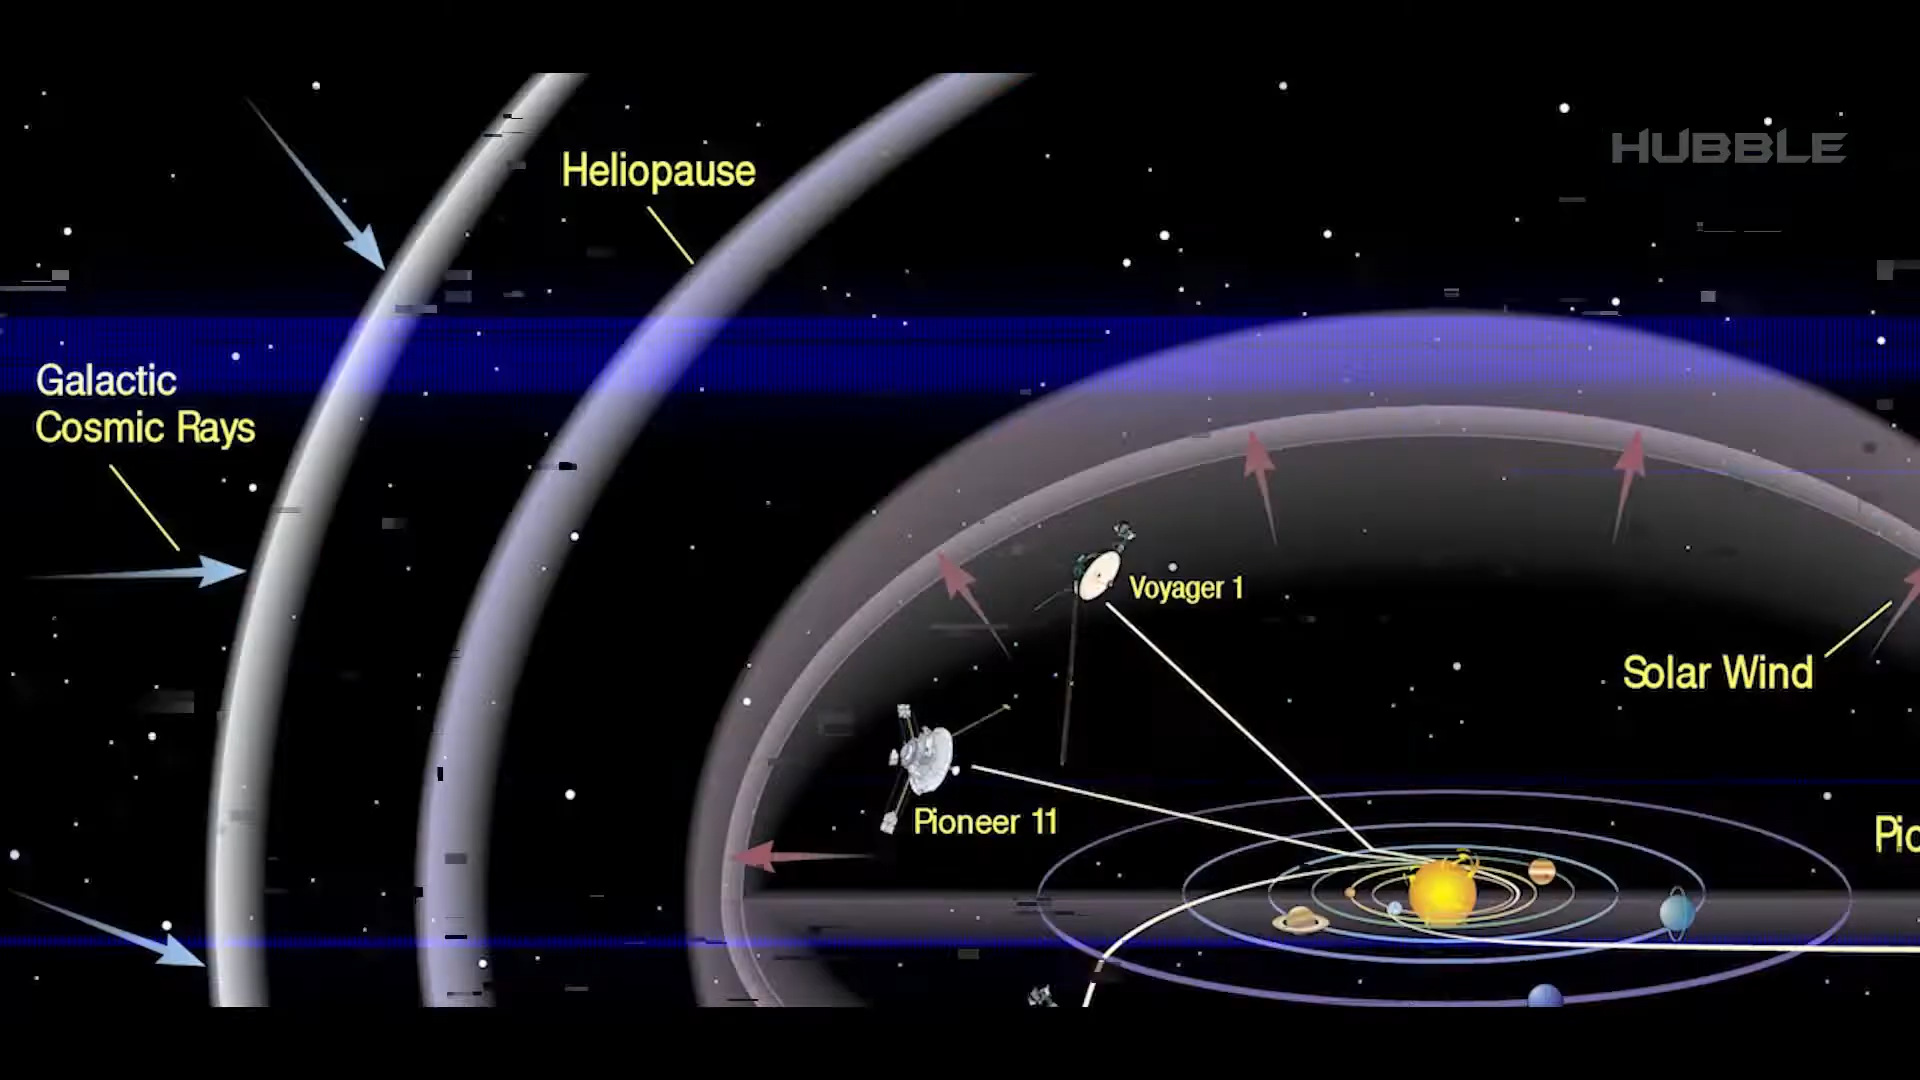 HUBBLE
Heliopause
Galactic
Cosmic Rays
Voyager 1
Solar Wind
Pioneer 11